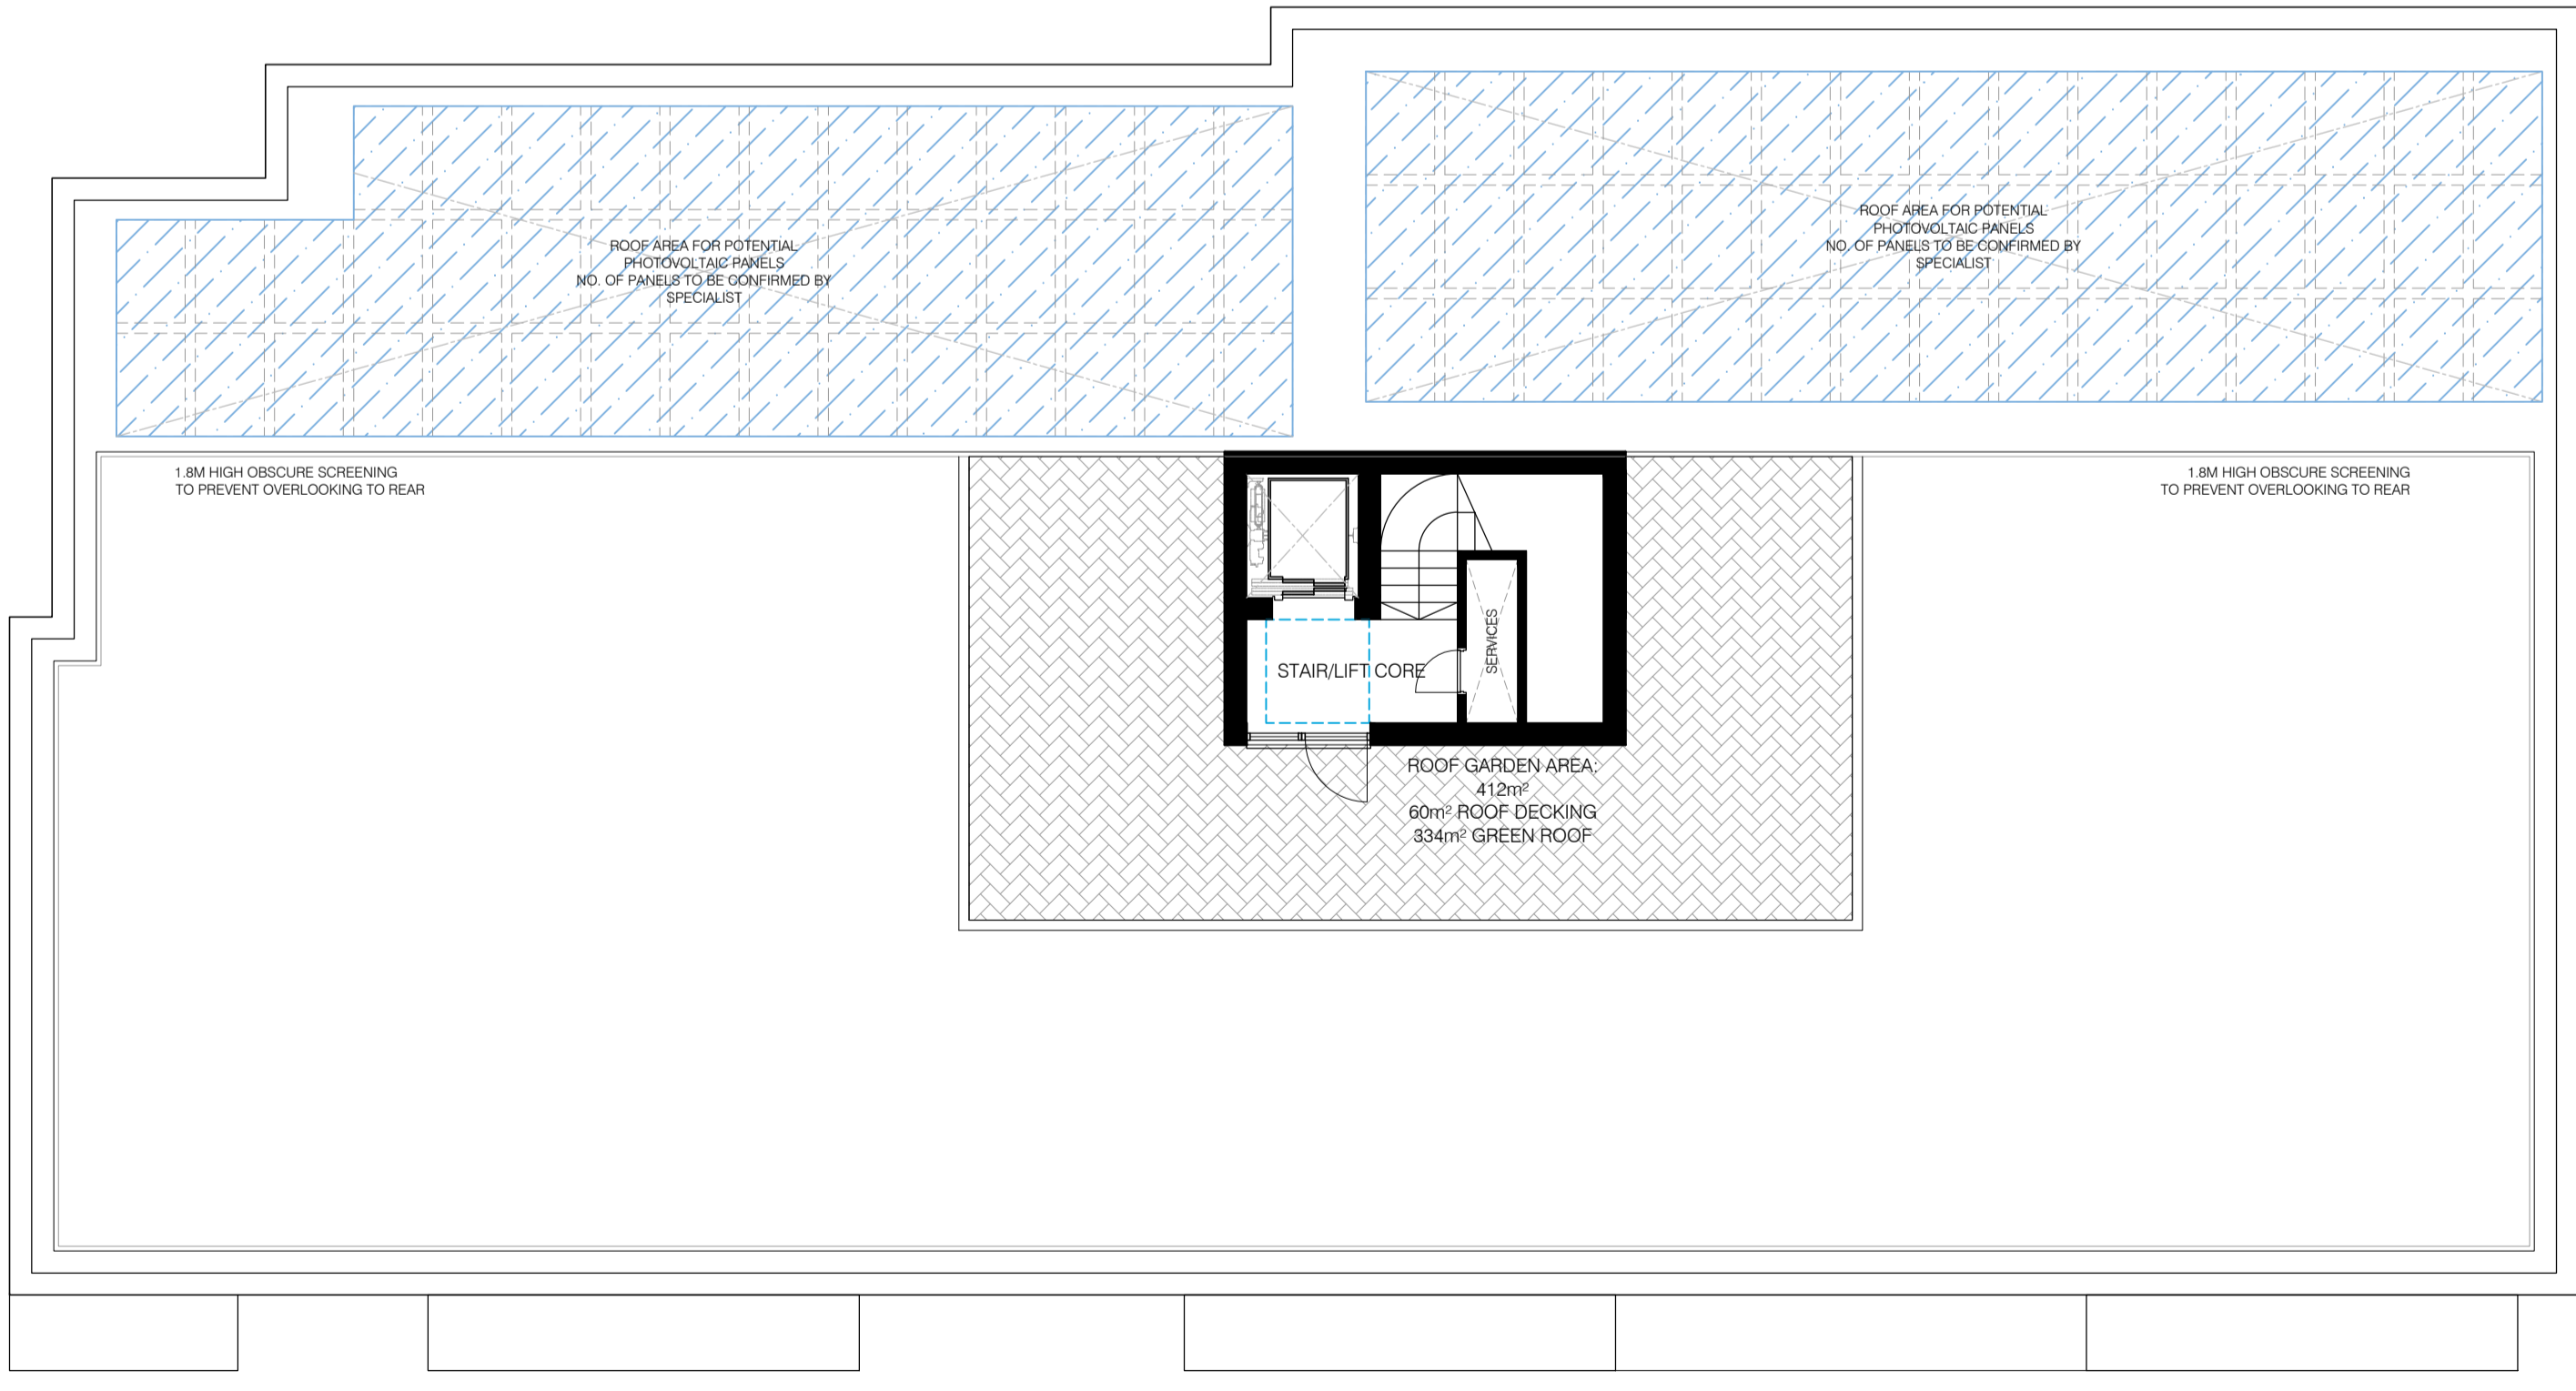 ROOF AREA FOR POTENTIAL
PHOTOVOLTAIC PANELS
NO. OF PANELS TO BE CONFIRMED BY
SPECIALIST
ROOF AREA FOR POTENTIAL
PHOTOVOLTAIC PANELS
NO. OF PANELS TO BE CONFIRMED BY
SPECIALIST
1.8M HIGH OBSCURE SCREENING
TO PREVENT OVERLOOKING TO REAR
1.8M HIGH OBSCURE SCREENING
TO PREVENT OVERLOOKING TO REAR
SERVICES
STAIR/LIFT CORE
ROOF GARDEN AREA:
412m²
60m² ROOF DECKING
334m² GREEN ROOF